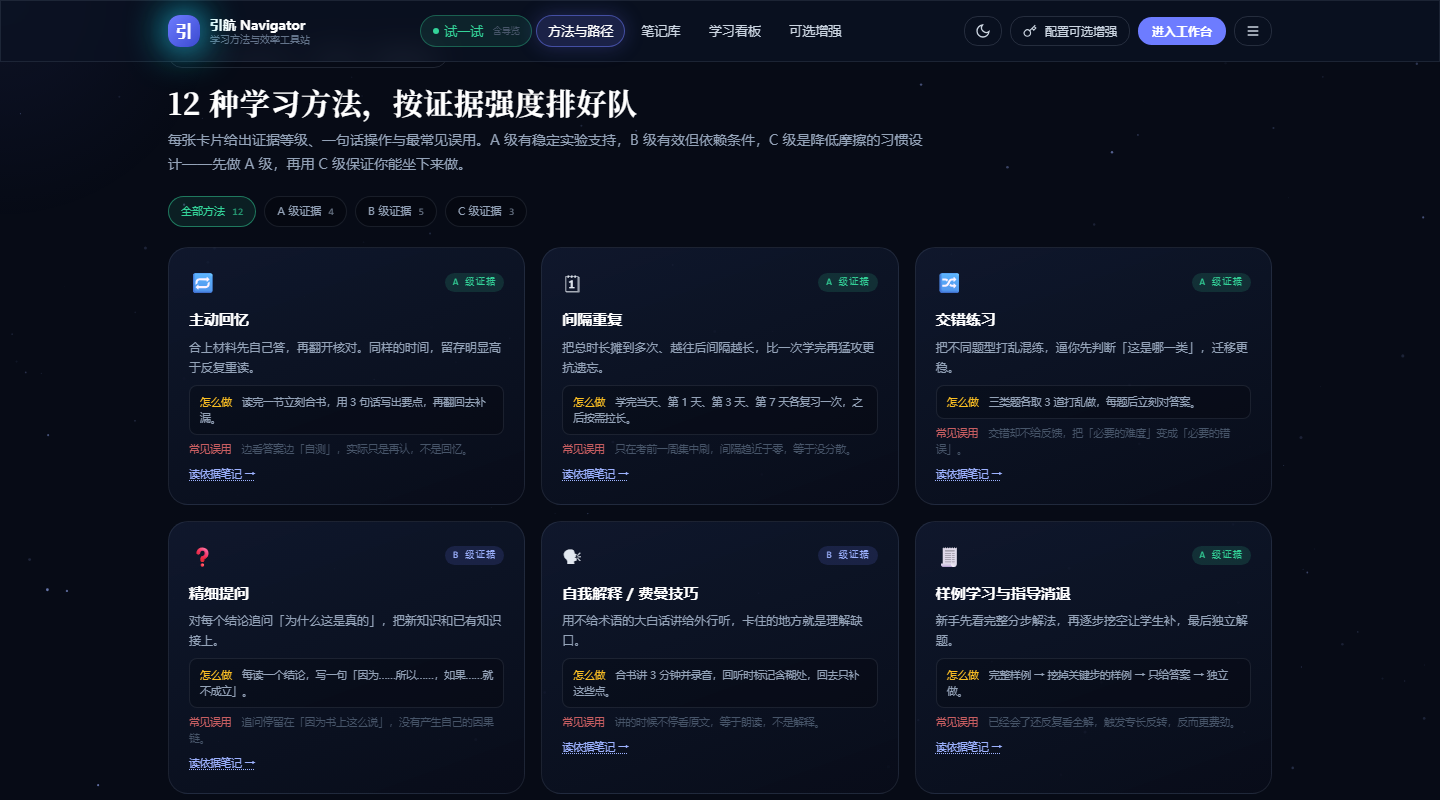 引 引航 Navigator
学习方法与效率工具站
试一试 全导览 方法与路径 笔记库 学习看板 可选增强 配置可选增强 进入工作台
12 种学习方法，按证据强度排好队
每张卡片给出证据等级、一句话操作与最常见误用。A 级有稳定实验支持，B 级有效但依赖条件，C 级是降低摩擦的习惯设
计——先做 A 级，再用 C 级保证你能坐下来做。
全部方法 12 A 级证据 4 B 级证据 5 C 级证据 3
A 级证据
主动回忆
合上材料先自己答，再翻开核对。同样的时间，留存明显高
于反复重读。
怎么做 读完一节立刻合书，用 3 句话写出要点，再翻回去补
漏。
常见误用 边看答案边「自测」，实际只是再认，不是回忆。
读依据笔记 →
1
A 级证据
间隔重复
把总时长摊到多次、越往后间隔越长，比一次学完再猛攻更
抗遗忘。
怎么做 学完当天、第 1 天、第 3 天、第 7 天各复习一次，之
后按需拉长。
常见误用 只在考前一周集中刷，间隔趋近于零，等于没分散。
读依据笔记 →
A 级证据
交错练习
把不同题型打乱混练，逼你先判断「这是哪一类」，迁移更
稳。
怎么做 三类题各取 3 道打乱做，每题后立刻对答案。
常见误用 交错却不给反馈，把「必要的难度」变成「必要的错
误」。
读依据笔记 →
B 级证据
精细提问
对每个结论追问「为什么这是真的」，把新知识和已有知识
接上。
怎么做 每读一个结论，写一句「因为……所以……，如果……就
不成立」。
常见误用 追问停留在「因为书上这么说」，没有产生自己的因果
链。
读依据笔记 →
B 级证据
自我解释 / 费曼技巧
用不给术语的大白话讲给外行听，卡住的地方就是理解缺
口。
怎么做 合书讲 3 分钟并录音，回听时标记含糊处，回去只补
这些点。
常见误用 讲的时候不停看原文，等于朗读，不是解释。
读依据笔记 →
A 级证据
样例学习与指导消退
新手先看完整分步解法，再逐步挖空让学生补，最后独立解
题。
怎么做 完整样例 → 挖掉关键步的样例 → 只给答案 → 独立
做。
常见误用 已经会了还反复看全解，触发专长反转，反而更费劲。
读依据笔记 →